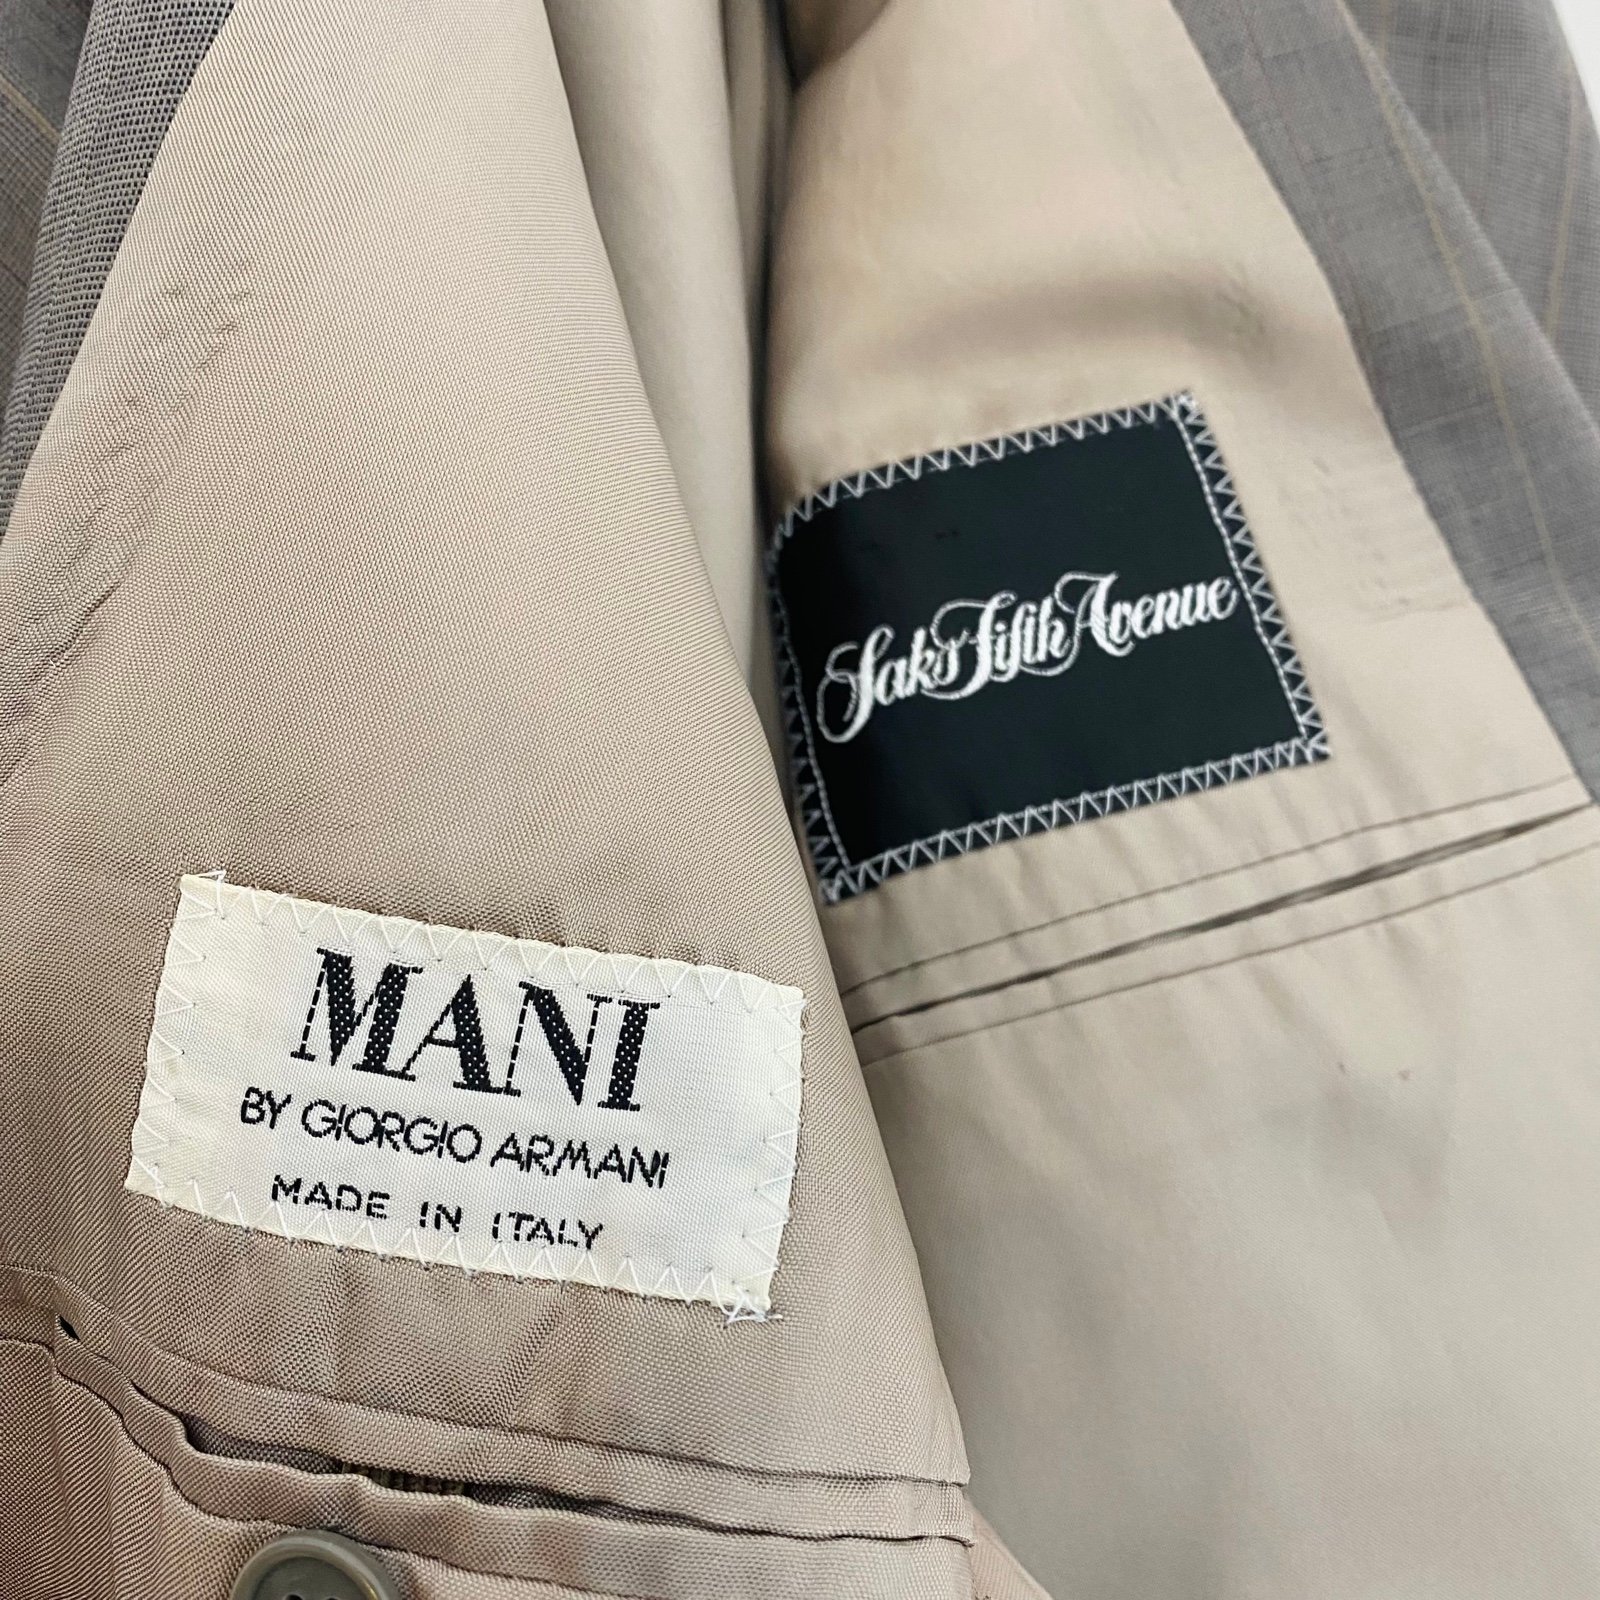 Saks Fifth Avenue
MANI
BY GIORGIO ARMANI
MADE IN ITALY